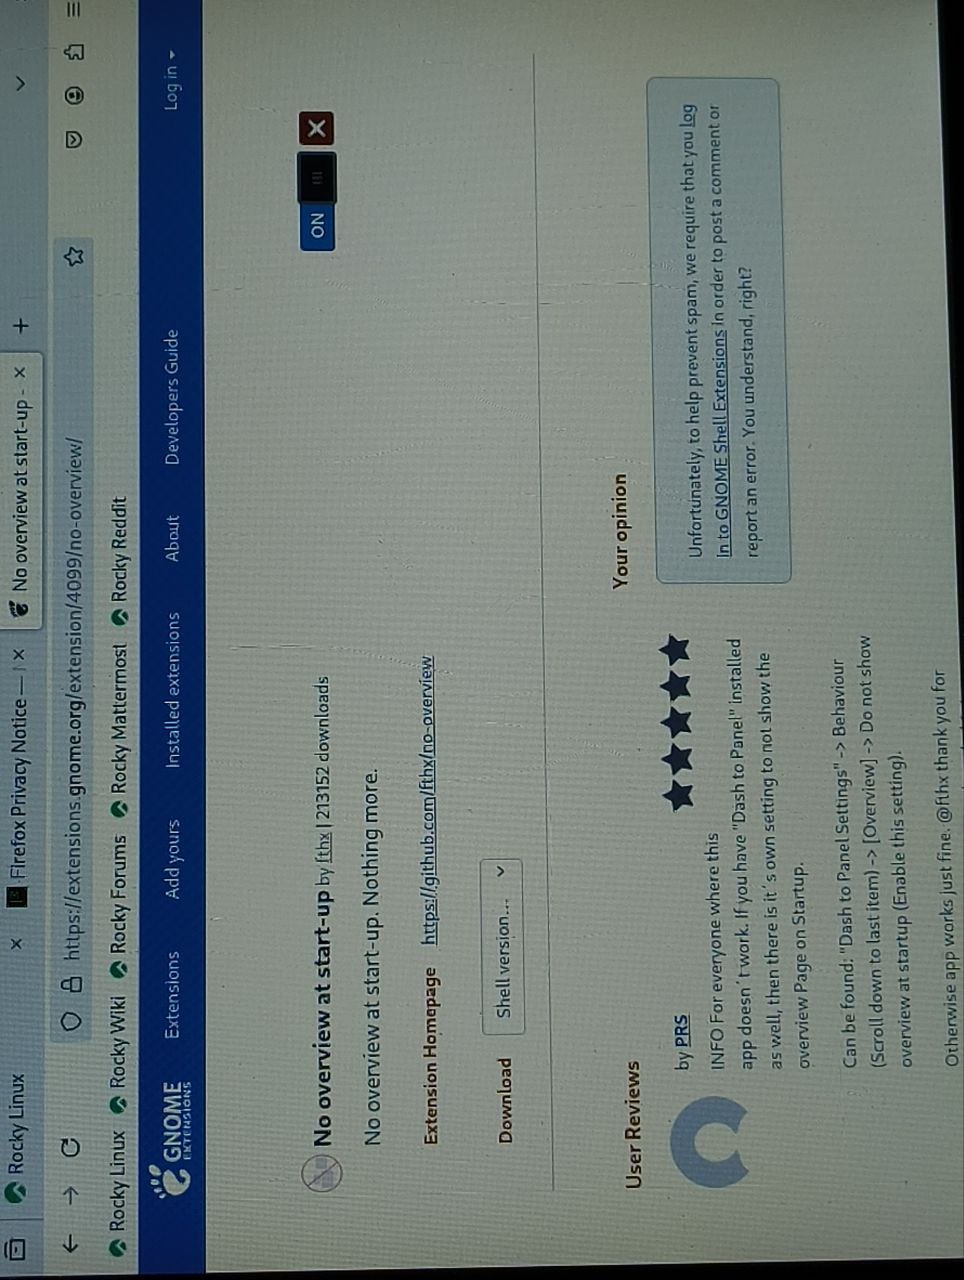 Rocky Linux
Firefox Privacy Notice —
No overview at start-up -
https://extensions.gnome.org/extension/4099/no-overview/
Rocky Linux Rocky Wiki Rocky Forums Rocky Mattermost Rocky Reddit
GNOME
EXTENSIONS
Extensions Add yours Installed extensions About Developers Guide Log in
No overview at start-up by fthx | 213152 downloads
ON
No overview at start-up. Nothing more.
Extension Homepage https://github.com/fthx/no-overview
Download Shell version...
User Reviews
by PRS
INFO For everyone where this
app doesn´t work. If you have "Dash to Panel" installed
as well, then there is it´s own setting to not show the
overview Page on Startup.
Can be found: "Dash to Panel Settings" -> Behaviour
(Scroll down to last item) -> [Overview] -> Do not show
overview at startup (Enable this setting).
Otherwise app works just fine. @fthx thank you for
Your opinion
Unfortunately, to help prevent spam, we require that you log
in to GNOME Shell Extensions in order to post a comment or
report an error. You understand, right?